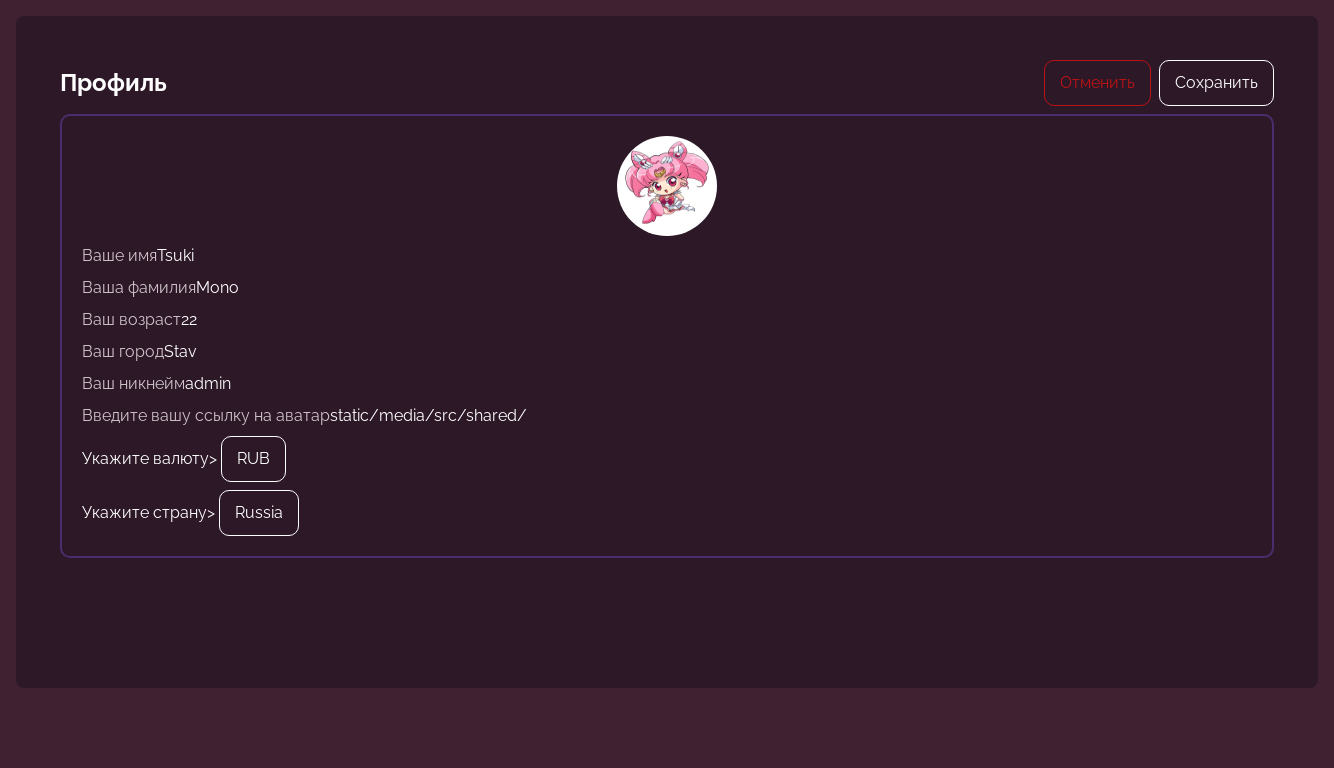 Профиль
Отменить
Сохранить
Ваше имяTsuki
Ваша фамилияMono
Ваш возраст22
Ваш городStav
Ваш никнеймadmin
Введите вашу ссылку на аватарstatic/media/src/shared/
Укажите валюту> RUB
Укажите страну> Russia